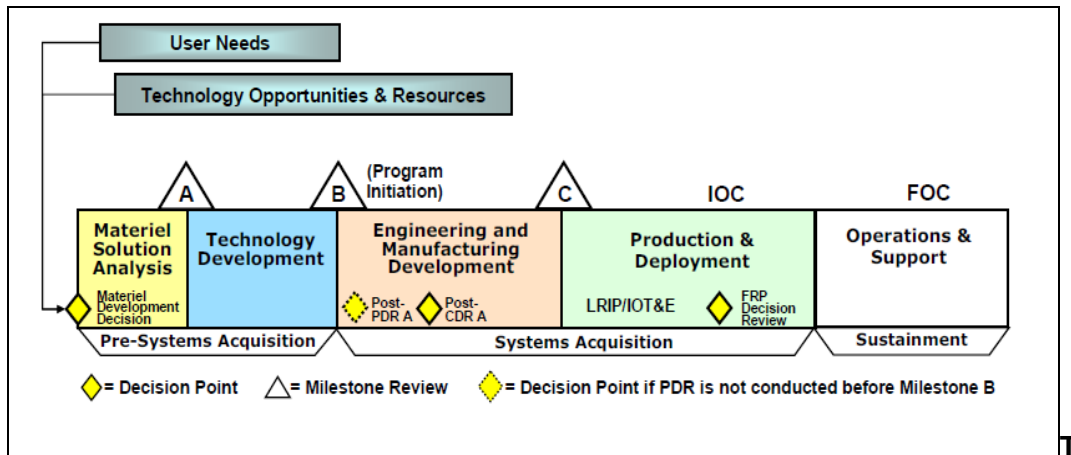 User Needs
Technology Opportunities & Resources
A
B
(Program
Initiation)
C
IOC
FOC
Materiel
Solution
Analysis
Technology
Development
Engineering and
Manufacturing
Development
Production &
Deployment
Operations &
Support
Materiel
Development
Decision
Post-
PDR A
Post-
CDR A
LRIP/IOT&E
FRP
Decision
Review
Pre-Systems Acquisition
Systems Acquisition
Sustainment
= Decision Point
= Milestone Review
= Decision Point if PDR is not conducted before Milestone B